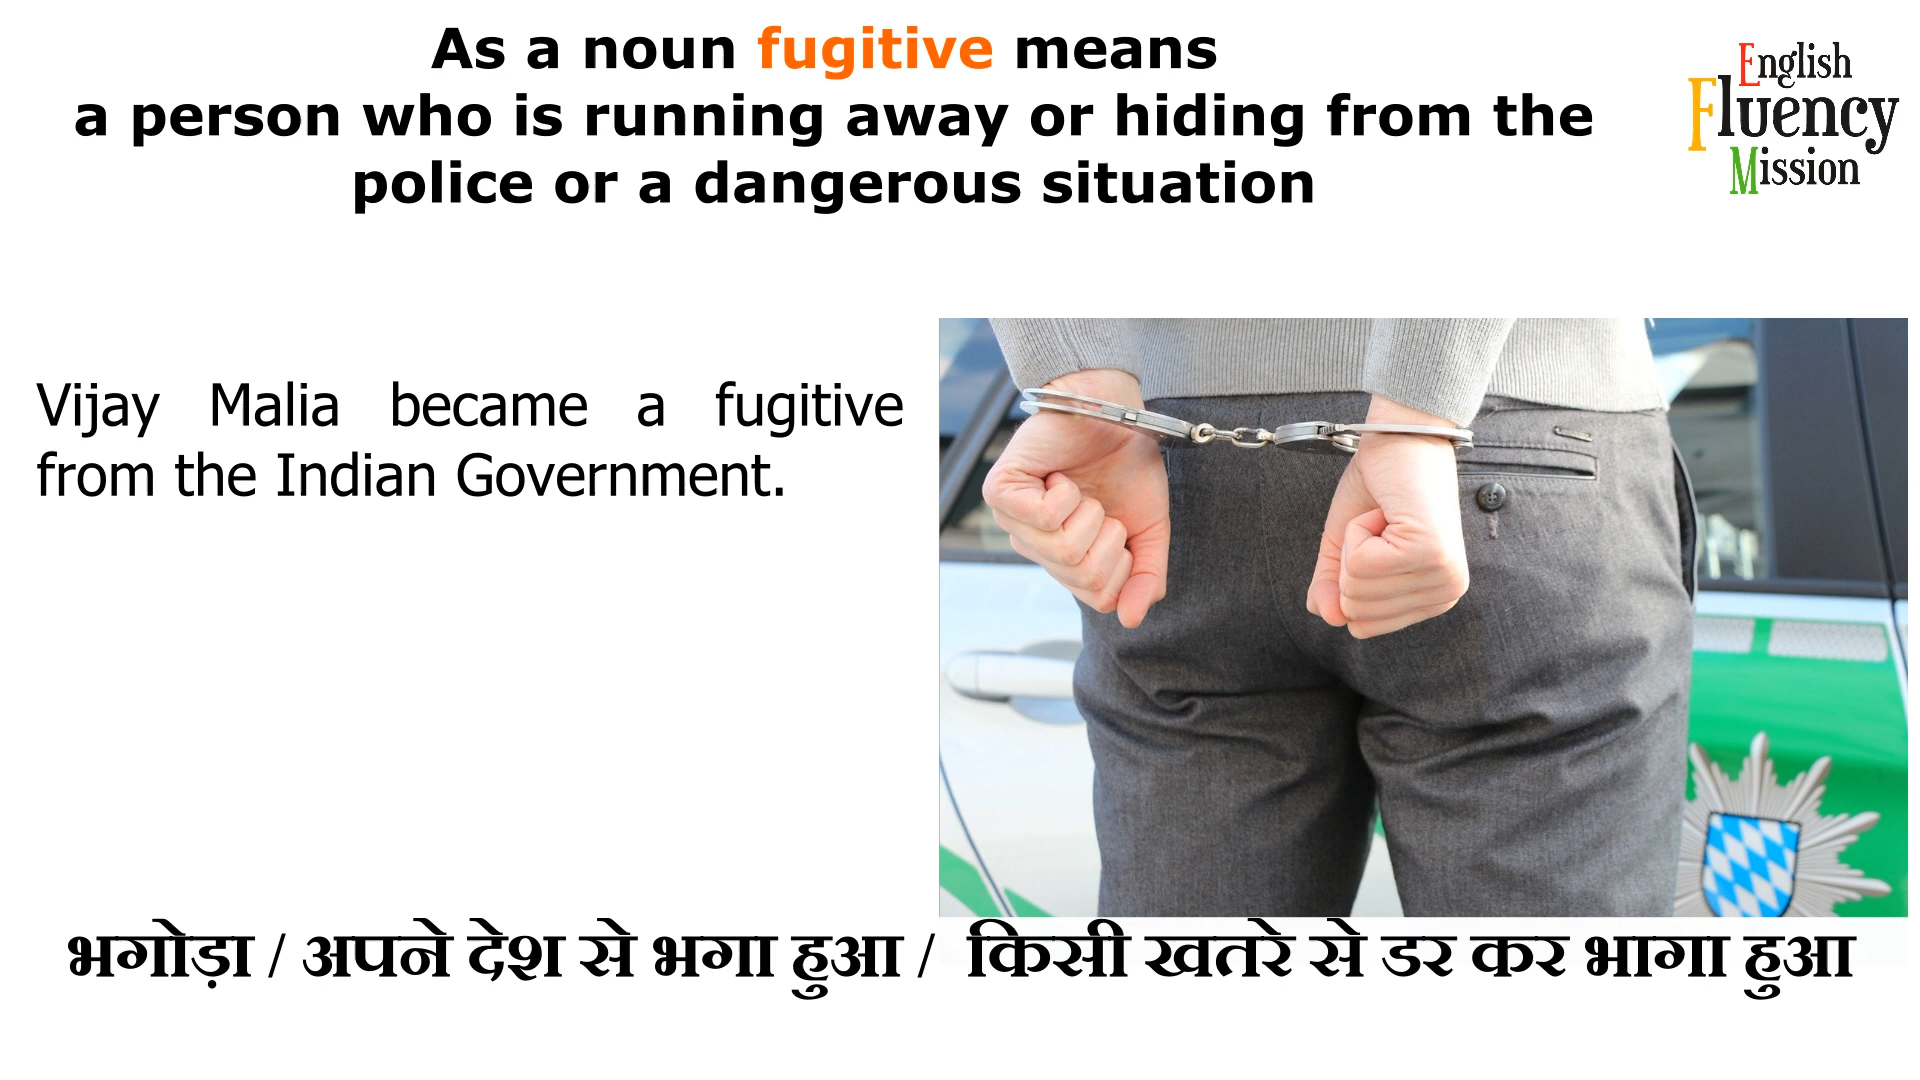 As a noun fugitive means
a person who is running away or hiding from the
police or a dangerous situation
English
Fluency
Mission
Vijay Malia became a fugitive
from the Indian Government.
भगोड़ा / अपने देश से भगा हुआ / किसी खतरे से डर कर भागा हुआ